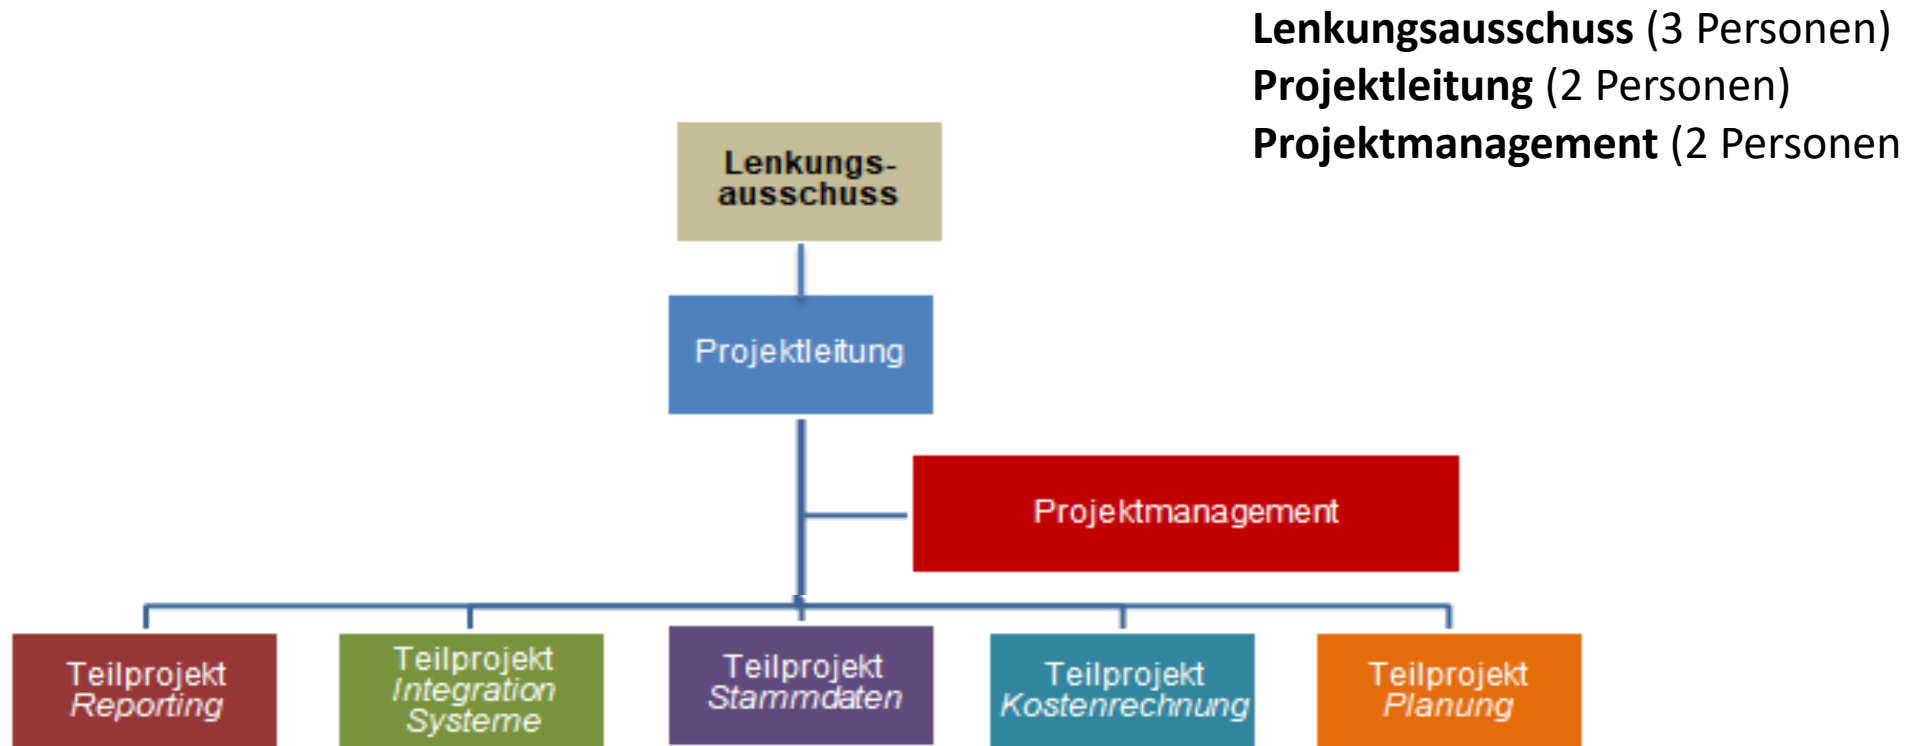 Lenkungsausschuss (3 Personen)
Projektleitung (2 Personen)
Projektmanagement (2 Personen
Lenkungs-
ausschuss
Projektleitung
Projektmanagement
Teilprojekt
Reporting
Teilprojekt
Integration
Systeme
Teilprojekt
Stammdaten
Teilprojekt
Kostenrechnung
Teilprojekt
Planung